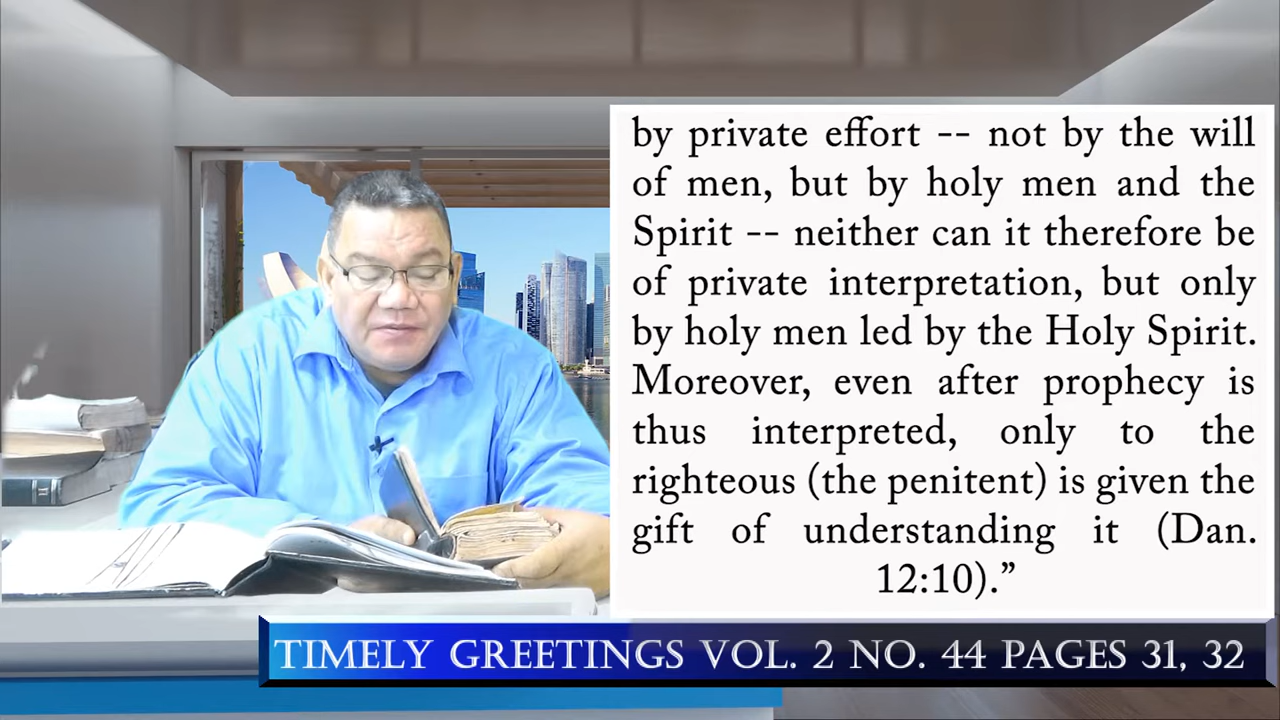 by private effort -- not by the will
of men, but by holy men and the
Spirit -- neither can it therefore be
of private interpretation, but only
by holy men led by the Holy Spirit.
Moreover, even after prophecy is
thus interpreted, only to the
righteous (the penitent) is given the
gift of understanding it (Dan.
12:10).”
TIMELY GREETINGS VOL. 2 NO. 44 PAGES 31, 32